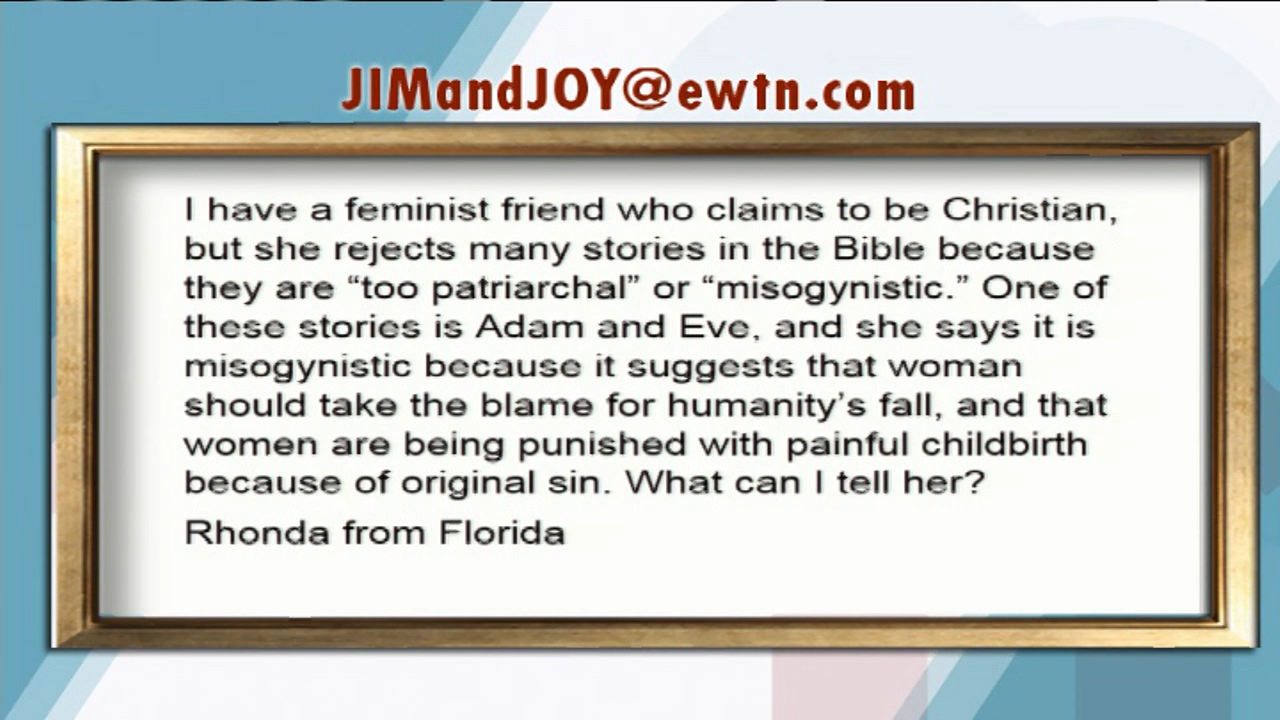 JIMandJOY@ewtn.com
I have a feminist friend who claims to be Christian,
but she rejects many stories in the Bible because
they are “too patriarchal” or “misogynistic.” One of
these stories is Adam and Eve, and she says it is
misogynistic because it suggests that woman
should take the blame for humanity’s fall, and that
women are being punished with painful childbirth
because of original sin. What can I tell her?
Rhonda from Florida